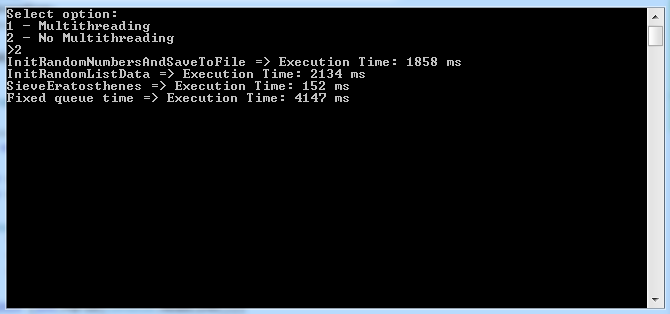 Select option:
1 - Multithreading
2 - No Multithreading
>2
InitRandomNumbersAndSaveToFile => Execution Time: 1858 ms
InitRandomListData => Execution Time: 2134 ms
SieveEratosthenes => Execution Time: 152 ms
Fixed queue time => Execution Time: 4147 ms